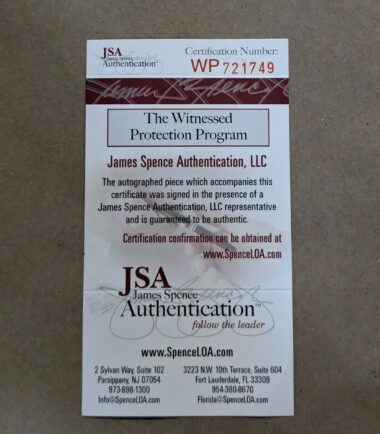 JSA
James Spence
Authentication™
Certification Number:
WP721749
The Witnessed
Protection Program
James Spence Authentication, LLC
The autographed piece which accompanies this
certificate was signed in the presence of a
James Spence Authentication, LLC representative
and is guaranteed to be authentic.
Certification confirmation can be obtained at
www.SpenceLOA.com
JSA
James Spence
Authentication™
follow the leader
www.SpenceLOA.com
2 Sylvan Way, Suite 102
Parsippany, NJ 07054
973-898-1300
Info@SpenceLOA.com
3223 N.W. 10th Terrace, Suite 604
Fort Lauderdale, FL 33309
954-380-8670
Florida@SpenceLOA.com